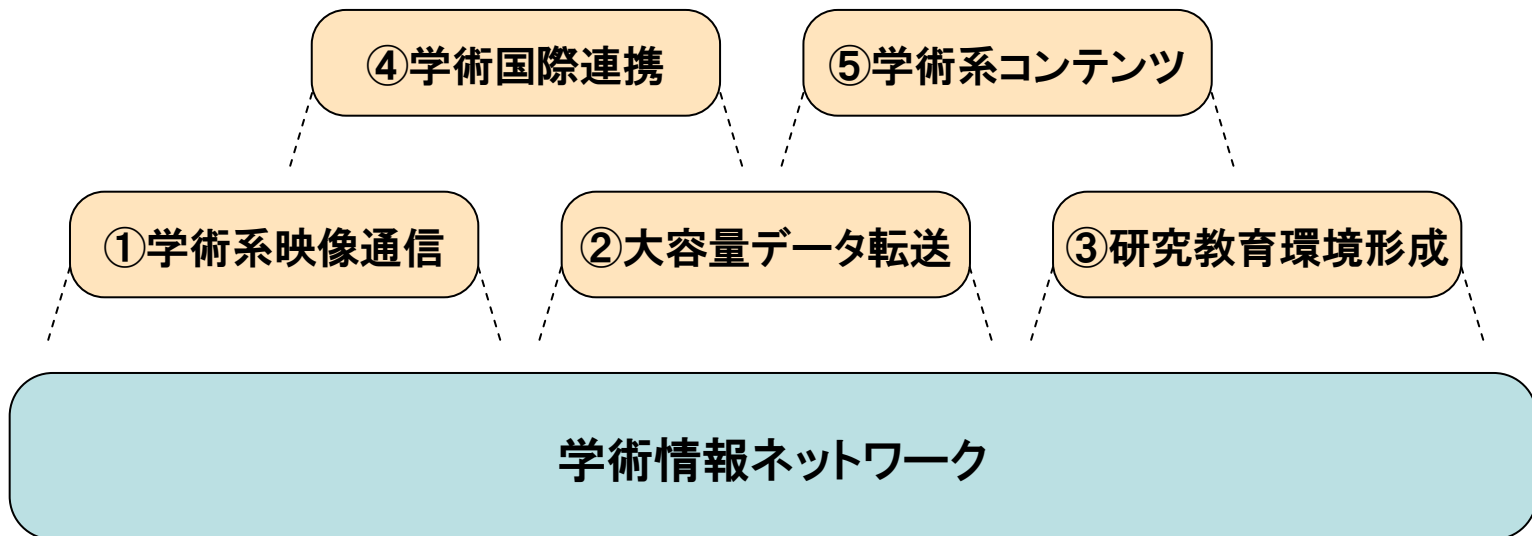 ④学術国際連携
⑤学術系コンテンツ
①学術系映像通信
②大容量データ転送
③研究教育環境形成
学術情報ネットワーク